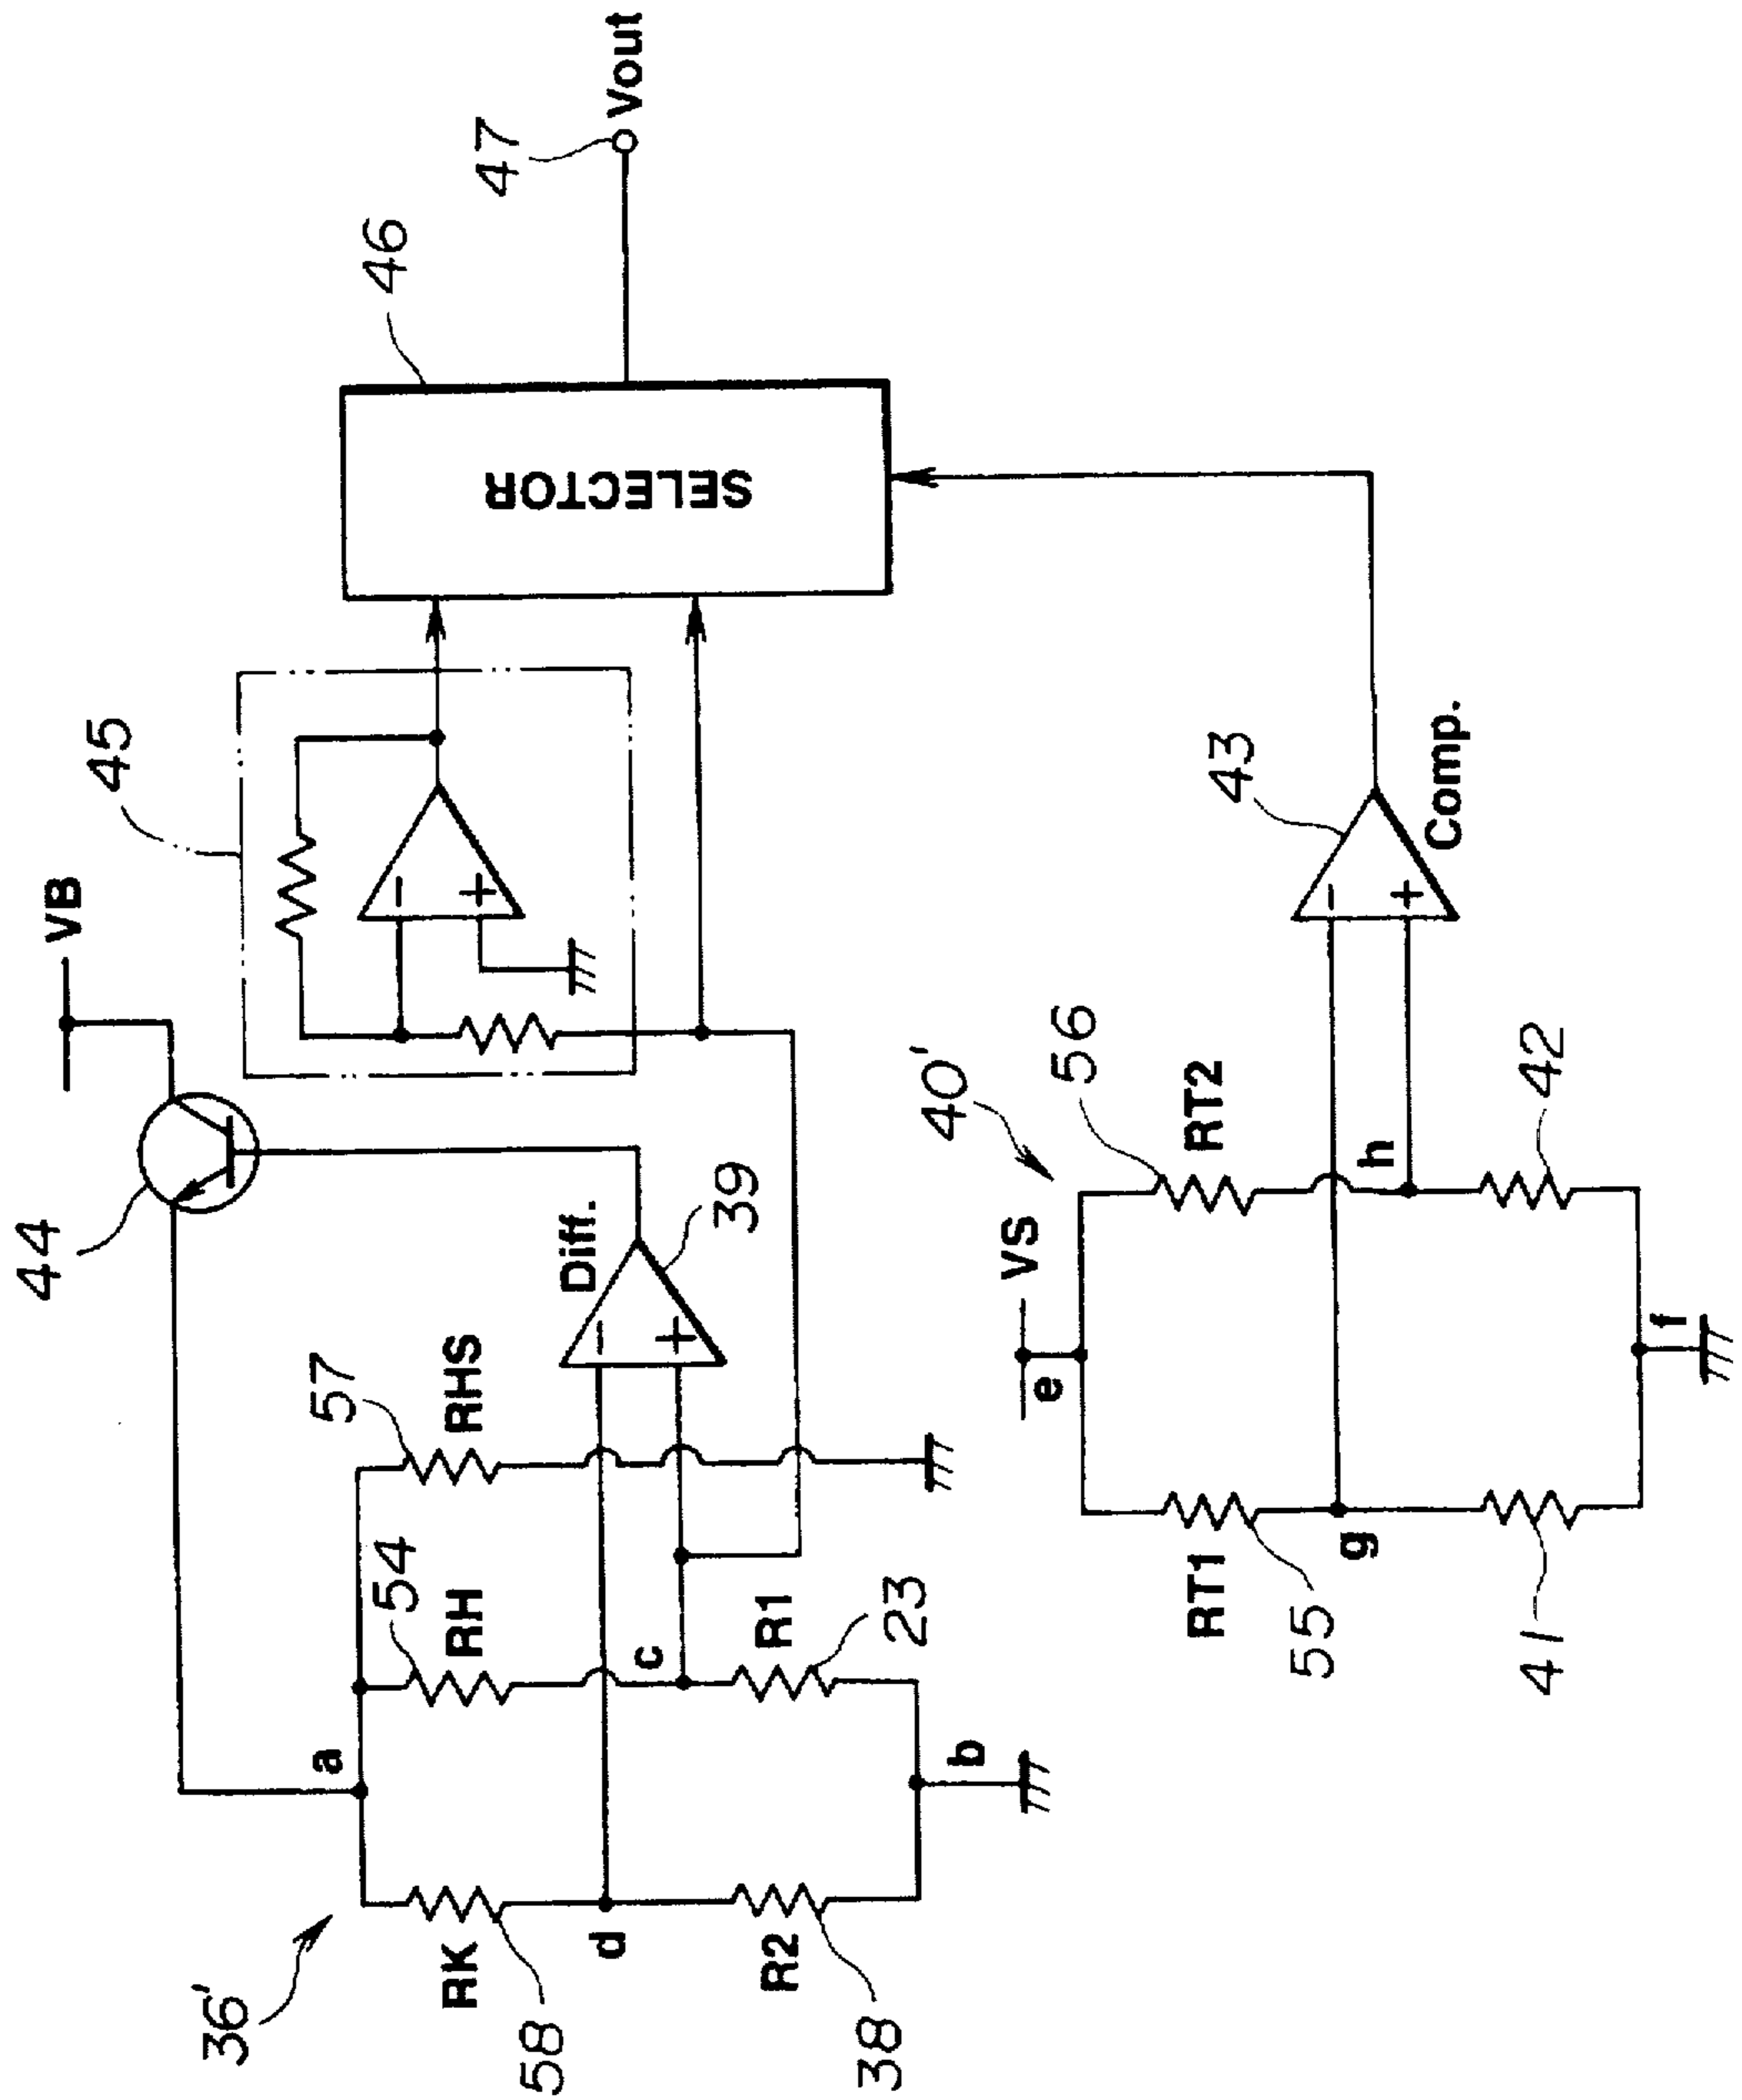 44
VB
45
46
47
Vout
36'
a
54
57
RK
RH
RHS
Diff.
−
+
SELECTOR
58
d
c
39
−
+
R2
R1
38
b
23
40'
e
VS
56
RT1
RT2
43
−
+
Comp.
55
g
h
41
42
f